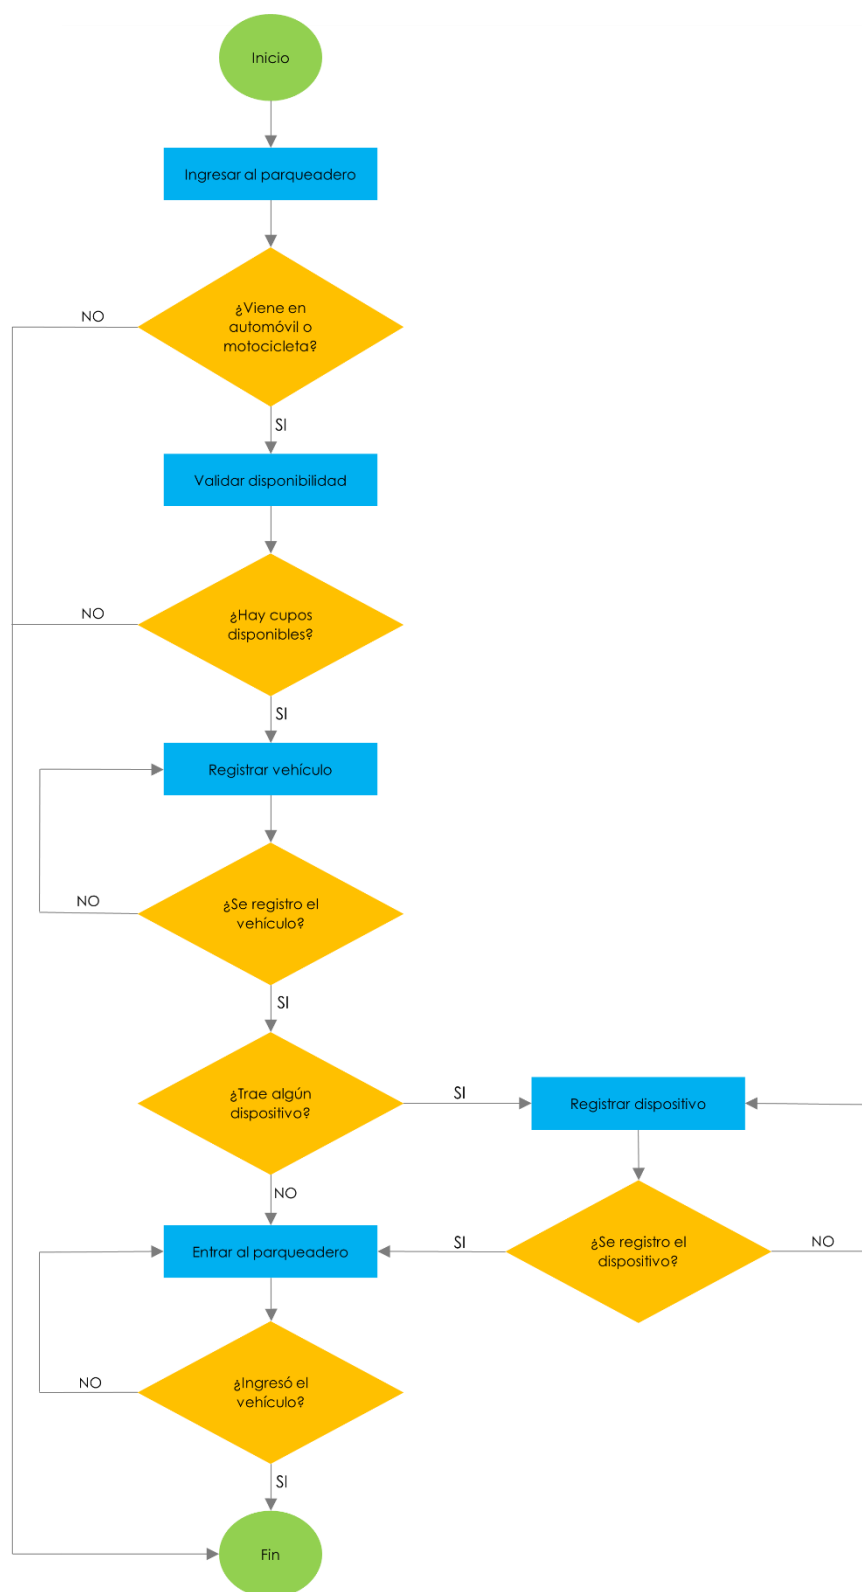 Inicio
Ingresar al parqueadero
¿Viene en
automóvil o
motocicleta?
NO
SI
Validar disponibilidad
¿Hay cupos
disponibles?
NO
SI
Registrar vehículo
¿Se registro el
vehículo?
NO
SI
¿Trae algún
dispositivo?
SI
Registrar dispositivo
NO
Entrar al parqueadero
SI
¿Se registro el
dispositivo?
NO
¿Ingresó el
vehículo?
NO
SI
Fin